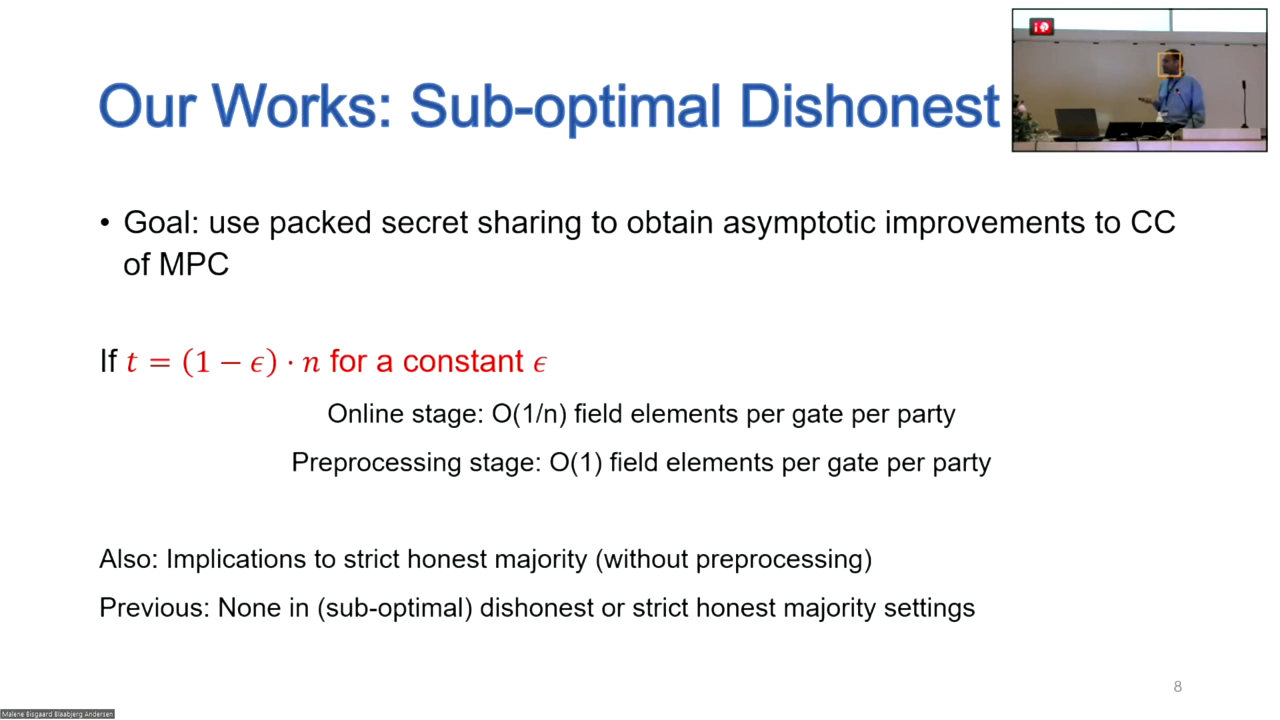 Our Works: Sub-optimal Dishonest
• Goal: use packed secret sharing to obtain asymptotic improvements to CC
of MPC
If t = (1 − ϵ) · n for a constant ϵ
Online stage: O(1/n) field elements per gate per party
Preprocessing stage: O(1) field elements per gate per party
Also: Implications to strict honest majority (without preprocessing)
Previous: None in (sub-optimal) dishonest or strict honest majority settings
8
Malene Bisgaard Blaabjerg Andersen